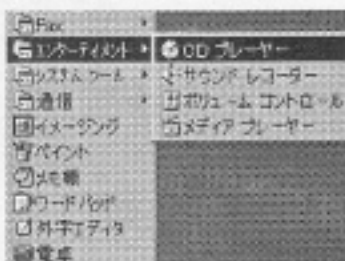 Fax
エンターテイメント
システム ツール
通信
イメージング
ペイント
メモ帳
ワードパッド
外字エディタ
電卓
CD プレーヤー
サウンド レコーダー
ボリューム コントロール
メディア プレーヤー